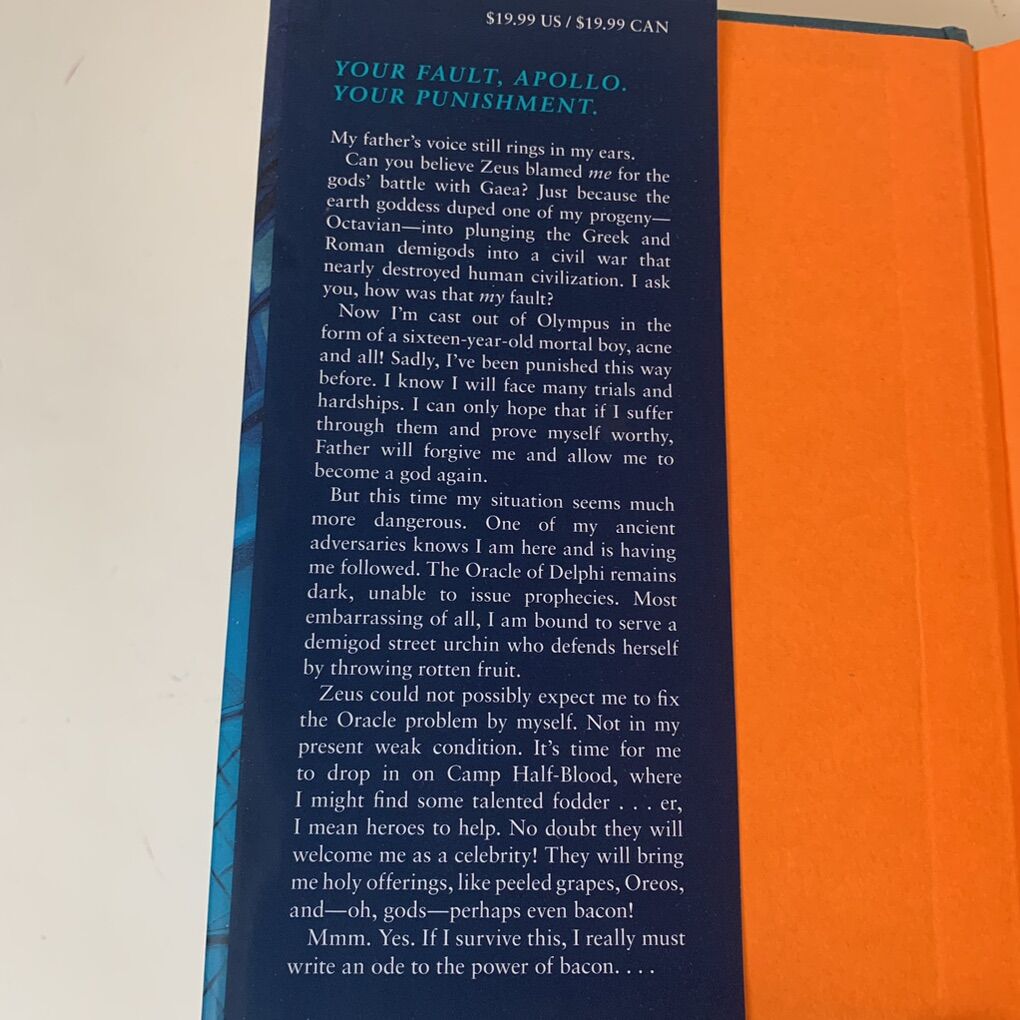 $19.99 US / $19.99 CAN
YOUR FAULT, APOLLO.
YOUR PUNISHMENT.
My father's voice still rings in my ears.
Can you believe Zeus blamed me for the
gods' battle with Gaea? Just because the
earth goddess duped one of my progeny—
Octavian—into plunging the Greek and
Roman demigods into a civil war that
nearly destroyed human civilization. I ask
you, how was that my fault?
Now I'm cast out of Olympus in the
form of a sixteen-year-old mortal boy, acne
and all! Sadly, I've been punished this way
before. I know I will face many trials and
hardships. I can only hope that if I suffer
through them and prove myself worthy,
Father will forgive me and allow me to
become a god again.
But this time my situation seems much
more dangerous. One of my ancient
adversaries knows I am here and is having
me followed. The Oracle of Delphi remains
dark, unable to issue prophecies. Most
embarrassing of all, I am bound to serve a
demigod street urchin who defends herself
by throwing rotten fruit.
Zeus could not possibly expect me to fix
the Oracle problem by myself. Not in my
present weak condition. It's time for me
to drop in on Camp Half-Blood, where
I might find some talented fodder . . . er,
I mean heroes to help. No doubt they will
welcome me as a celebrity! They will bring
me holy offerings, like peeled grapes, Oreos,
and—oh, gods—perhaps even bacon!
Mmm. Yes. If I survive this, I really must
write an ode to the power of bacon. . . .